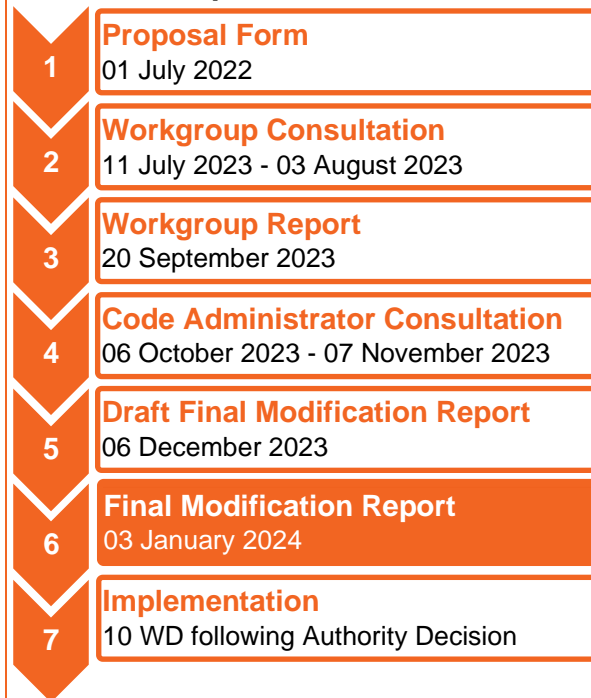 1
Proposal Form
01 July 2022
2
Workgroup Consultation
11 July 2023 - 03 August 2023
3
Workgroup Report
20 September 2023
4
Code Administrator Consultation
06 October 2023 - 07 November 2023
5
Draft Final Modification Report
06 December 2023
6
Final Modification Report
03 January 2024
7
Implementation
10 WD following Authority Decision